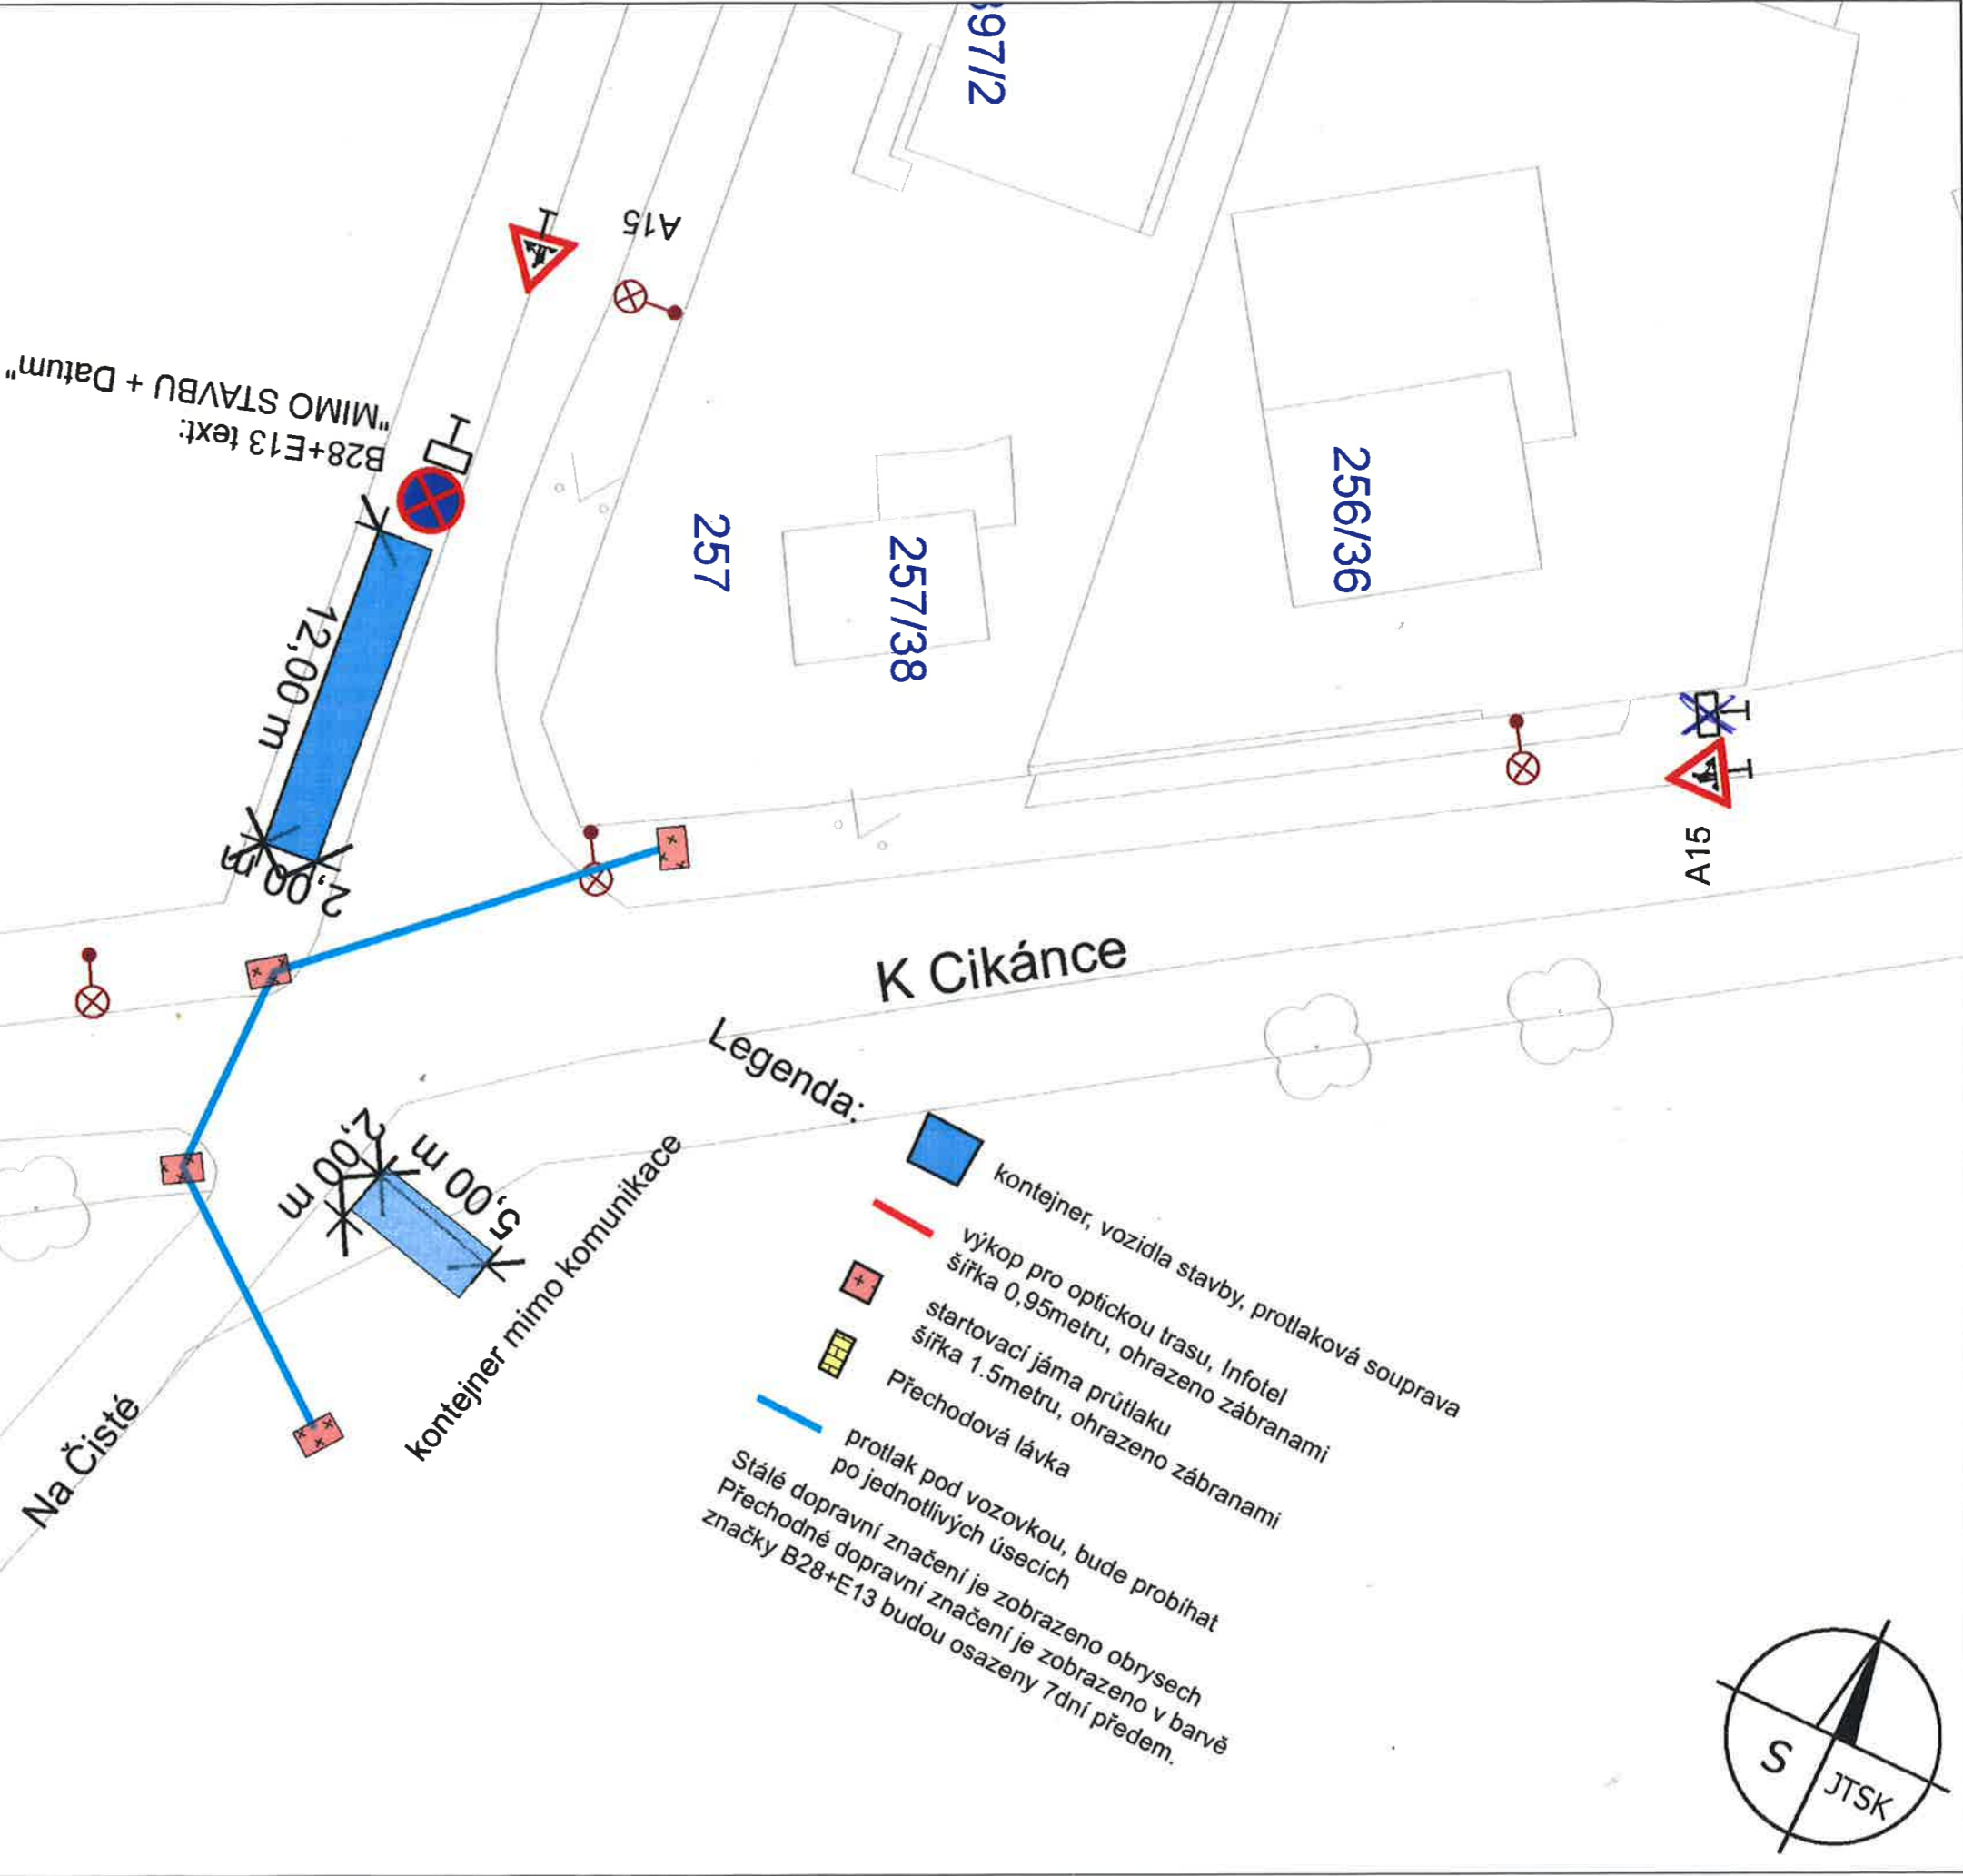 397/2
A15
B28+E13 text:
"MIMO STAVBU + Datum"
12,00 m
2,00 m
257
257/38
256/36
A15
K Cikánce
2,00 m
5,00 m
kontejner mimo komunikace
Na Čisté
Legenda:
kontejner, vozidla stavby, protlaková souprava
výkop pro optickou trasu, Infotel
šířka 0,95metru, ohrazeno zábranami
startovací jáma průtlaku
šířka 1.5metru, ohrazeno zábranami
Přechodová lávka
protlak pod vozovkou, bude probíhat
po jednotlivých úsecích
Stálé dopravní značení je zobrazeno obrysech
Přechodné dopravní značení je zobrazeno v barvě
značky B28+E13 budou osazeny 7dní předem.
S
JTSK